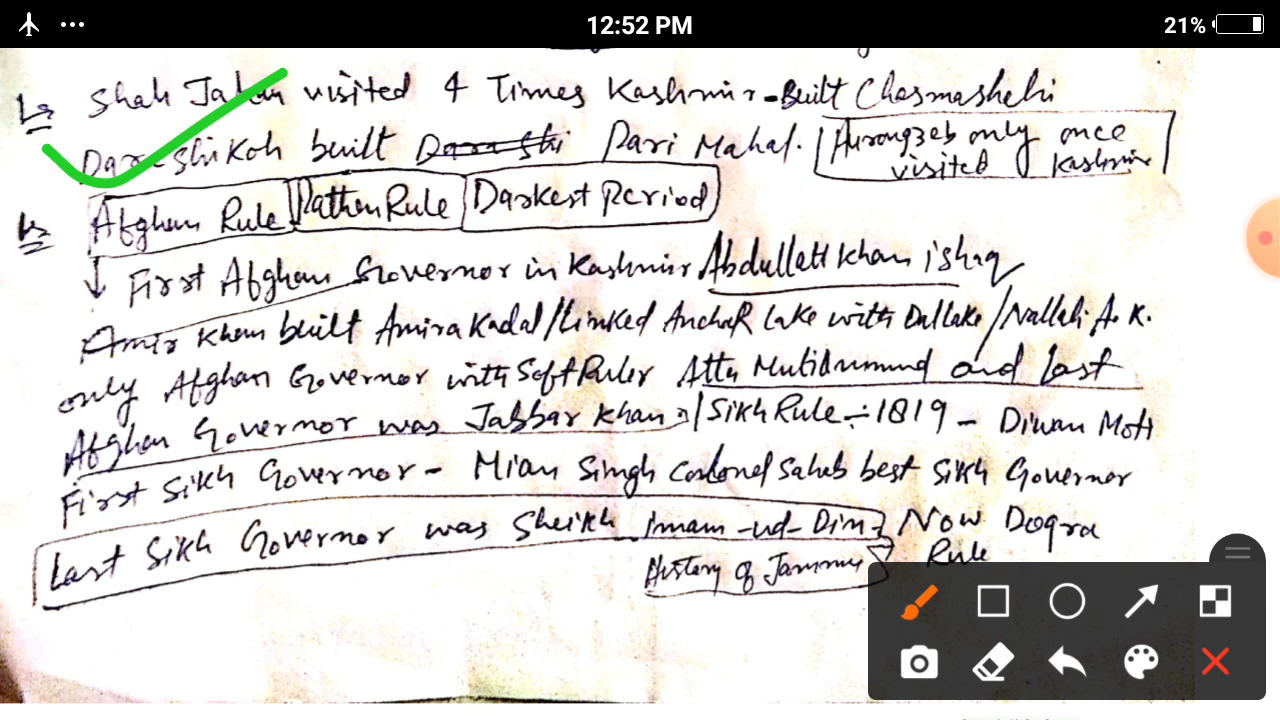 12:52 PM
21%
Shah Jahan visited 4 Times Kashmir - Built Chasmashehi
Darashikoh built Dara Shi Pari Mahal. Aurangzeb only once visited Kashmir
Afghan Rule Pathan Rule Darkest Period
↓ First Afghan Governor in Kashmir Abdullah Khan ishaq
Amir Khan built Amira Kadal/Linked Anchar Lake with Dal Lake/Nallah A.K.
only Afghan Governor with Soft Ruler Atta and Last
Afghan Governor was Jabbar Khan /Sikh Rule ÷ 1819 - Diwan Moti
First Sikh Governor - Mian Singh Colonel Sahab best Sikh Governor
Last Sikh Governor was Sheikh Imam-ud-Din Now Dogra Rule
History of Jammu